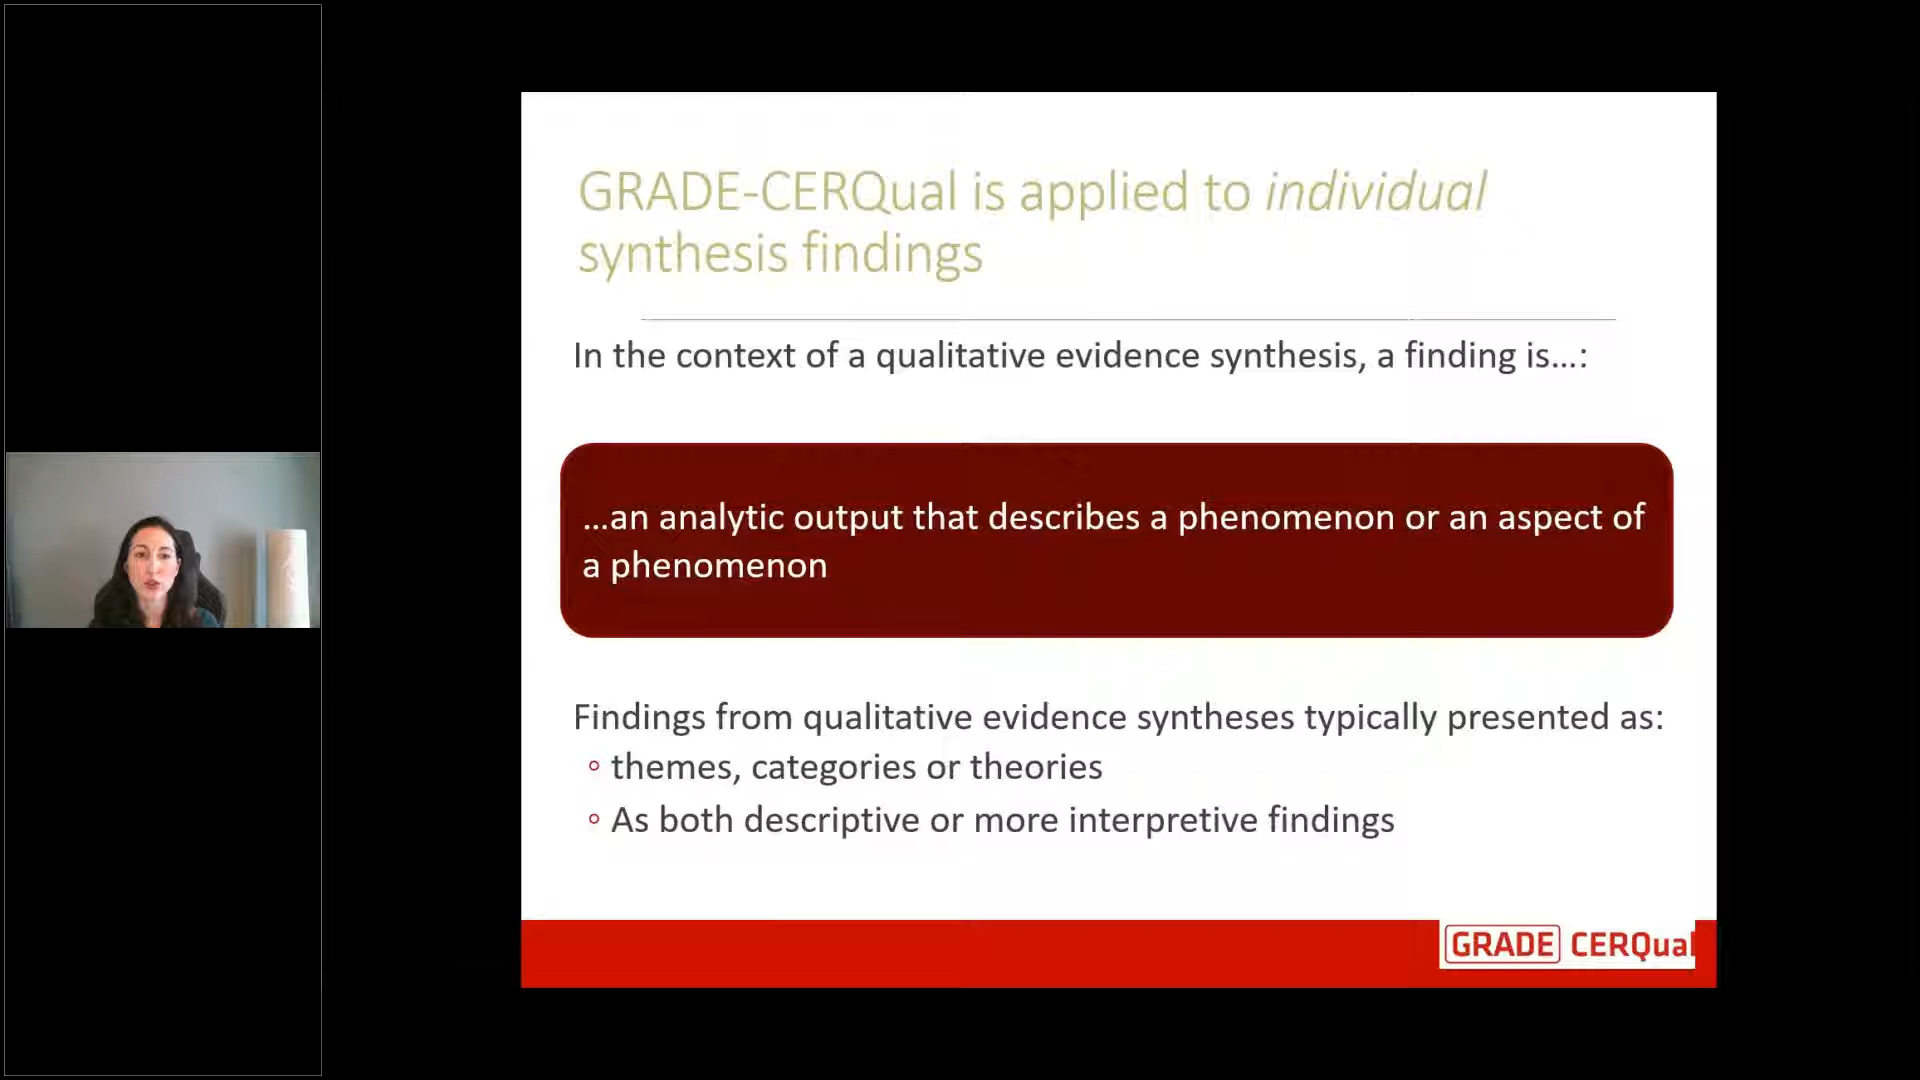 GRADE-CERQual is applied to individual
synthesis findings
In the context of a qualitative evidence synthesis, a finding is...:
...an analytic output that describes a phenomenon or an aspect of
a phenomenon
Findings from qualitative evidence syntheses typically presented as:
◦ themes, categories or theories
◦ As both descriptive or more interpretive findings
GRADE CERQual